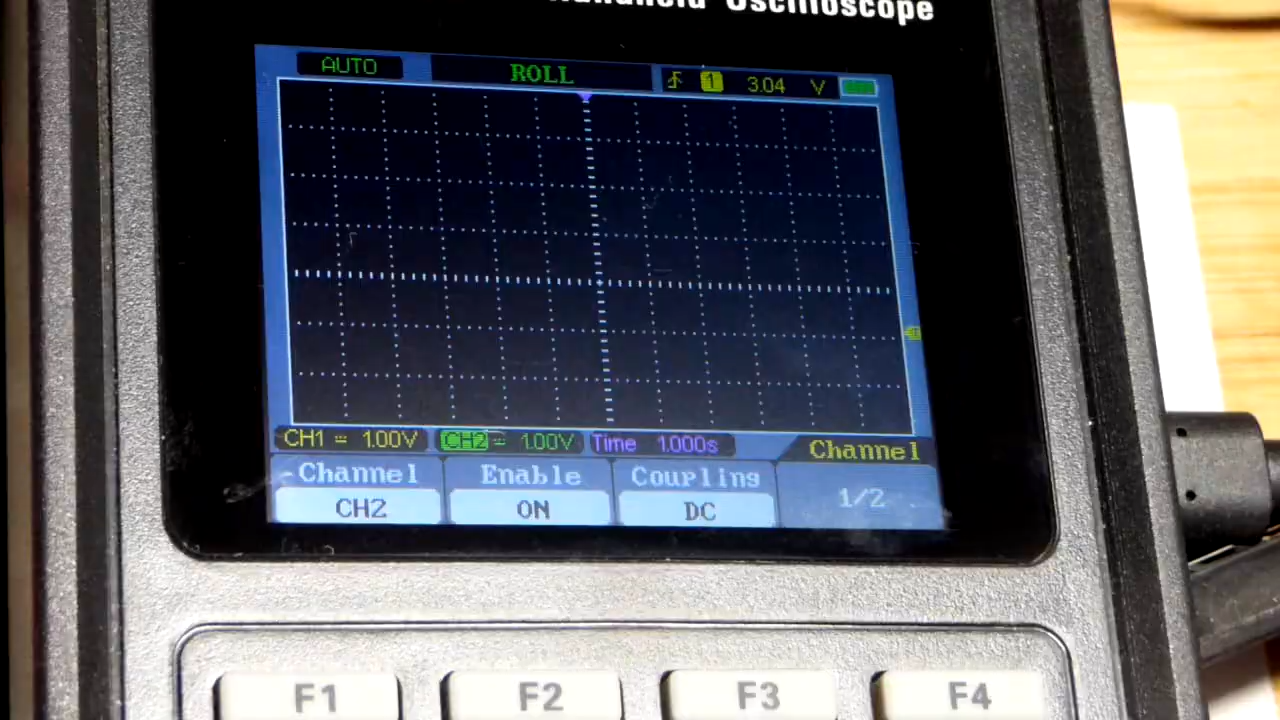 Handheld Oscilloscope
AUTO ROLL 1 3.04 V
CH1 1.00V CH2 1.00V Time 1.000s Channel
Channel Enable Coupling 1/2
CH2 ON DC
F1 F2 F3 F4